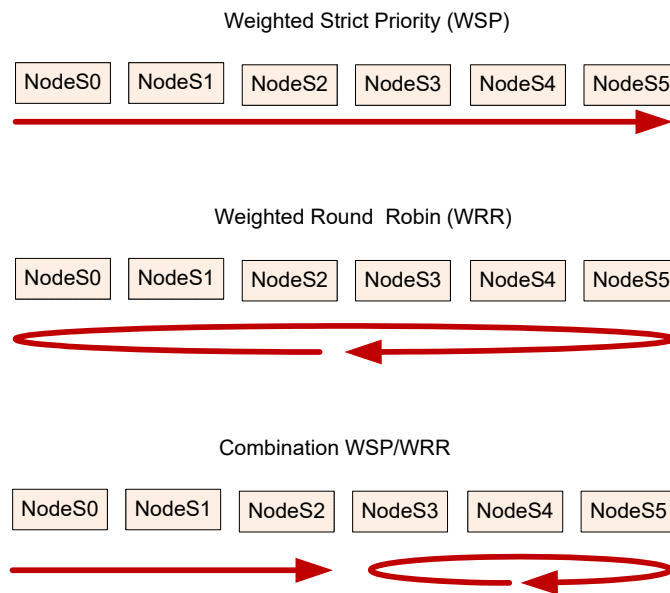 Weighted Strict Priority (WSP)
NodeS0 NodeS1 NodeS2 NodeS3 NodeS4 NodeS5
Weighted Round Robin (WRR)
NodeS0 NodeS1 NodeS2 NodeS3 NodeS4 NodeS5
Combination WSP/WRR
NodeS0 NodeS1 NodeS2 NodeS3 NodeS4 NodeS5